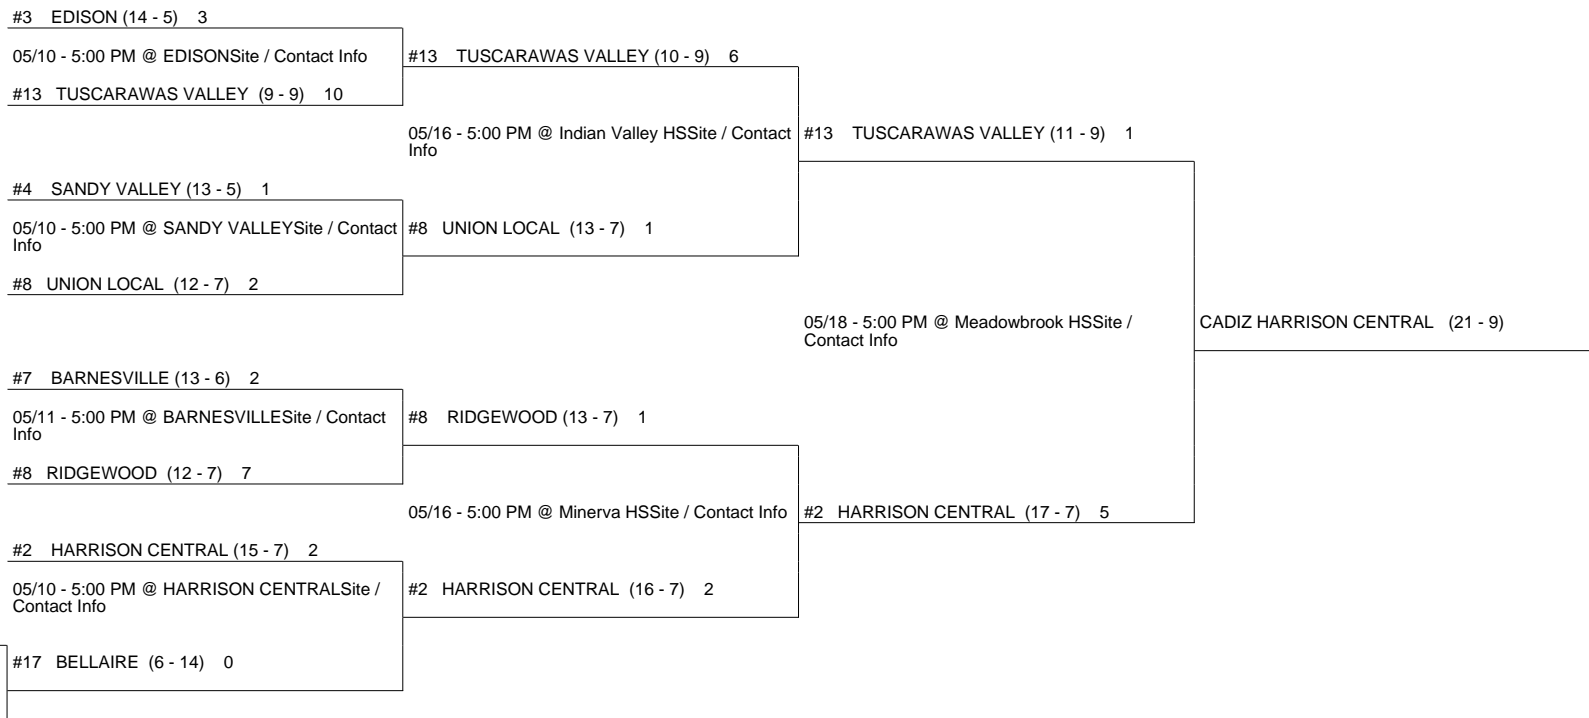 #3 EDISON (14 - 5) 3
05/10 - 5:00 PM @ EDISONSite / Contact Info
#13 TUSCARAWAS VALLEY (9 - 9) 10
#13 TUSCARAWAS VALLEY (10 - 9) 6
05/16 - 5:00 PM @ Indian Valley HSSite / Contact
Info
#13 TUSCARAWAS VALLEY (11 - 9) 1
#4 SANDY VALLEY (13 - 5) 1
05/10 - 5:00 PM @ SANDY VALLEYSite / Contact
Info
#8 UNION LOCAL (12 - 7) 2
#8 UNION LOCAL (13 - 7) 1
05/18 - 5:00 PM @ Meadowbrook HSSite /
Contact Info
CADIZ HARRISON CENTRAL (21 - 9)
#7 BARNESVILLE (13 - 6) 2
05/11 - 5:00 PM @ BARNESVILLESite / Contact
Info
#8 RIDGEWOOD (12 - 7) 7
#8 RIDGEWOOD (13 - 7) 1
05/16 - 5:00 PM @ Minerva HSSite / Contact Info
#2 HARRISON CENTRAL (17 - 7) 5
#2 HARRISON CENTRAL (15 - 7) 2
05/10 - 5:00 PM @ HARRISON CENTRALSite /
Contact Info
#2 HARRISON CENTRAL (16 - 7) 2
#17 BELLAIRE (6 - 14) 0